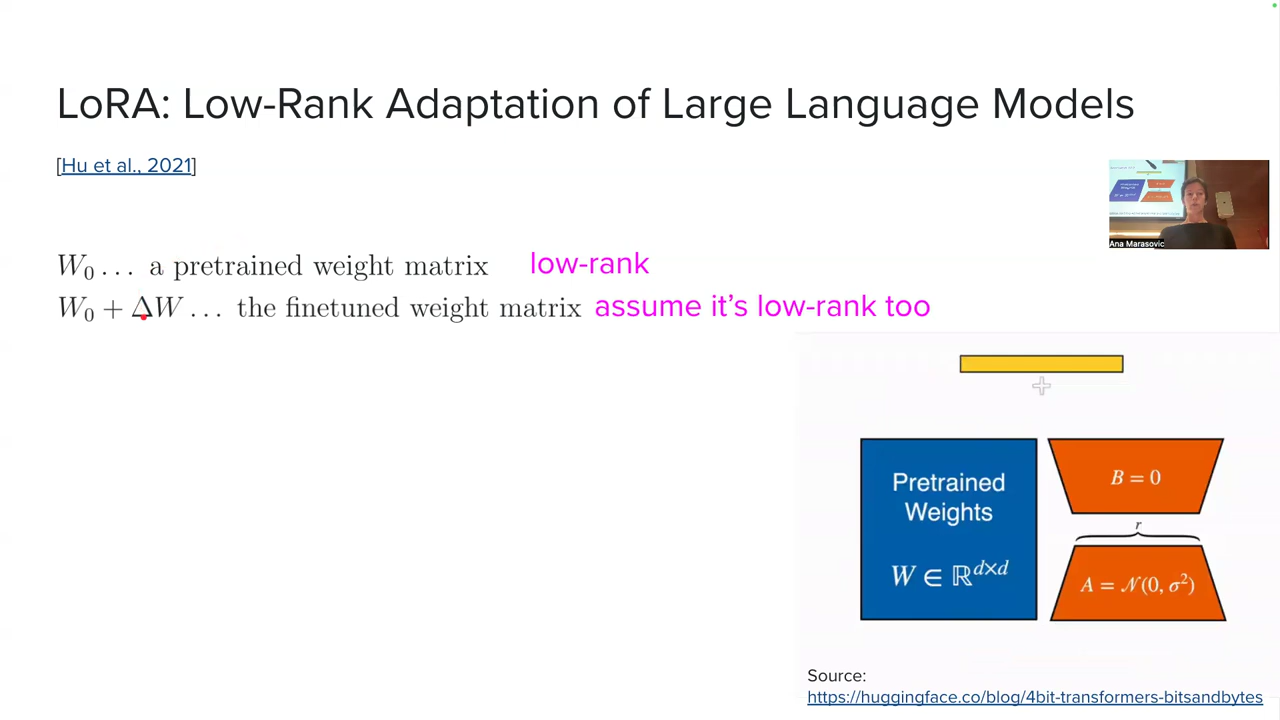 LoRA: Low-Rank Adaptation of Large Language Models
[Hu et al., 2021]
Ana Marasovic
W₀ ... a pretrained weight matrix low-rank
W₀ + ΔW ... the finetuned weight matrix assume it's low-rank too
Pretrained
Weights
W ∈ ℝᵈˣᵈ
B = 0
r
A = 𝒩(0, σ²)
Source:
https://huggingface.co/blog/4bit-transformers-bitsandbytes